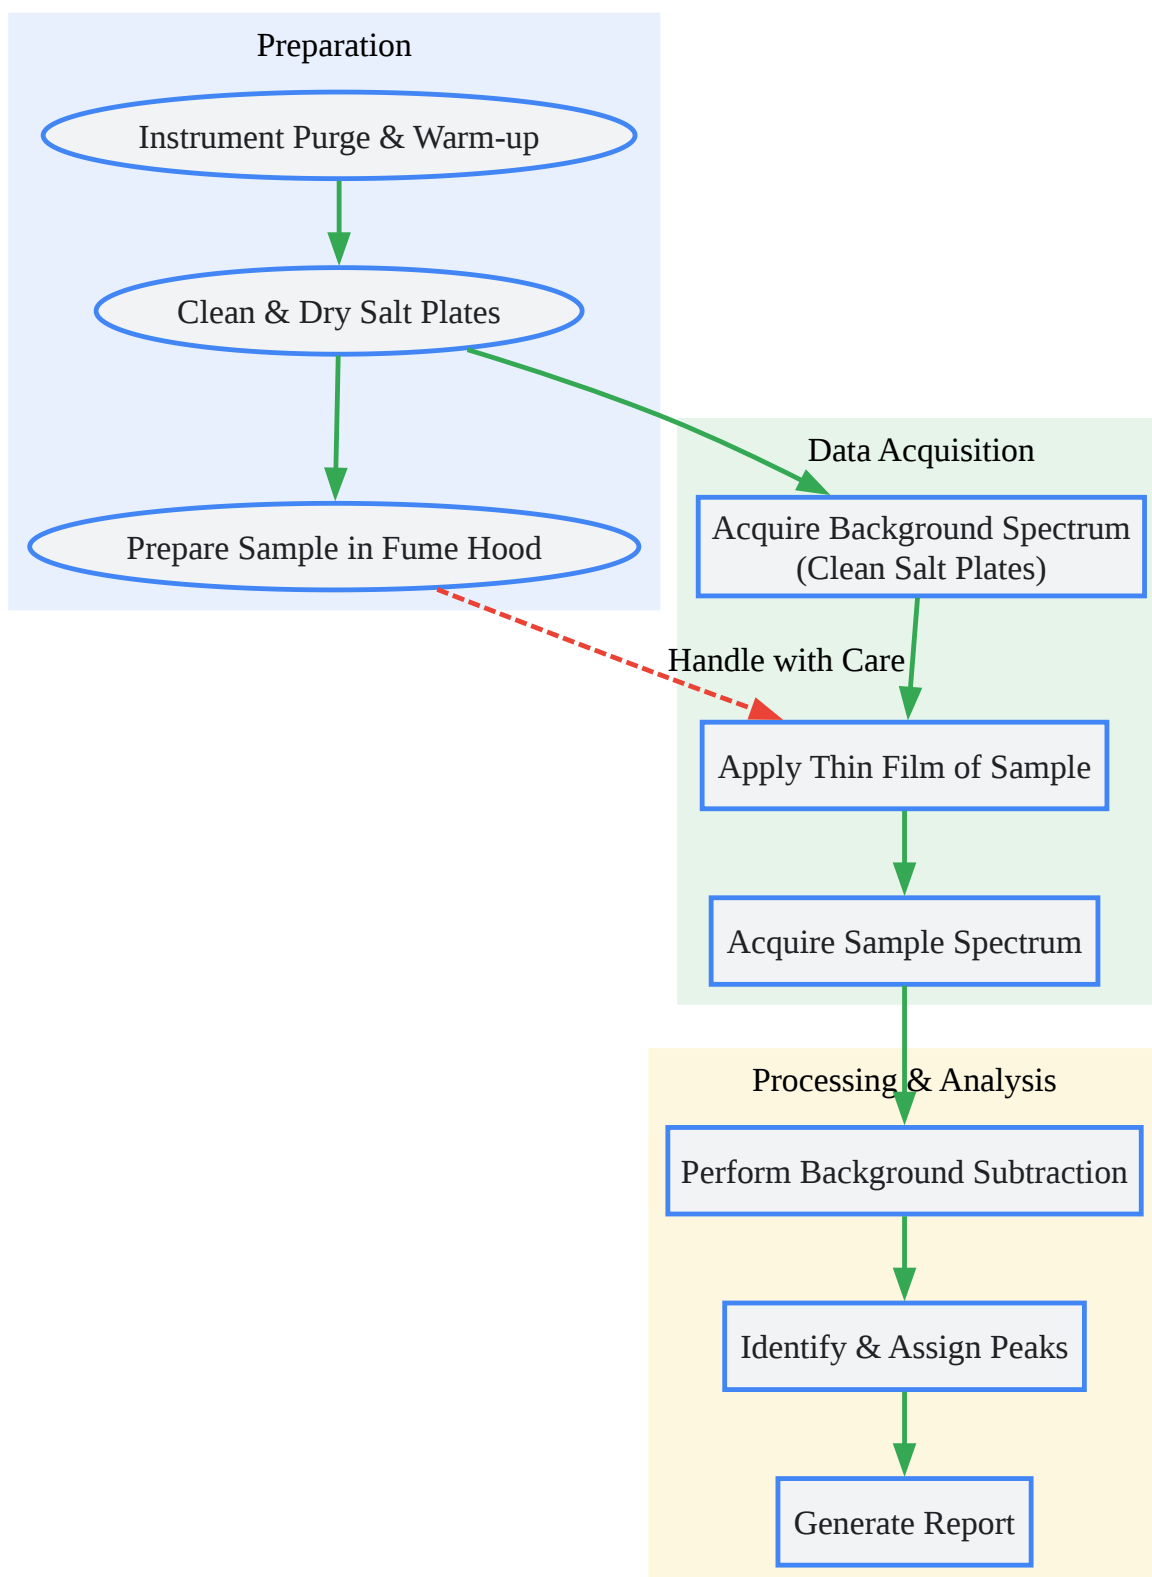 Preparation
Instrument Purge & Warm-up
Clean & Dry Salt Plates
Prepare Sample in Fume Hood
Data Acquisition
Acquire Background Spectrum
(Clean Salt Plates)
Handle with Care
Apply Thin Film of Sample
Acquire Sample Spectrum
Processing & Analysis
Perform Background Subtraction
Identify & Assign Peaks
Generate Report